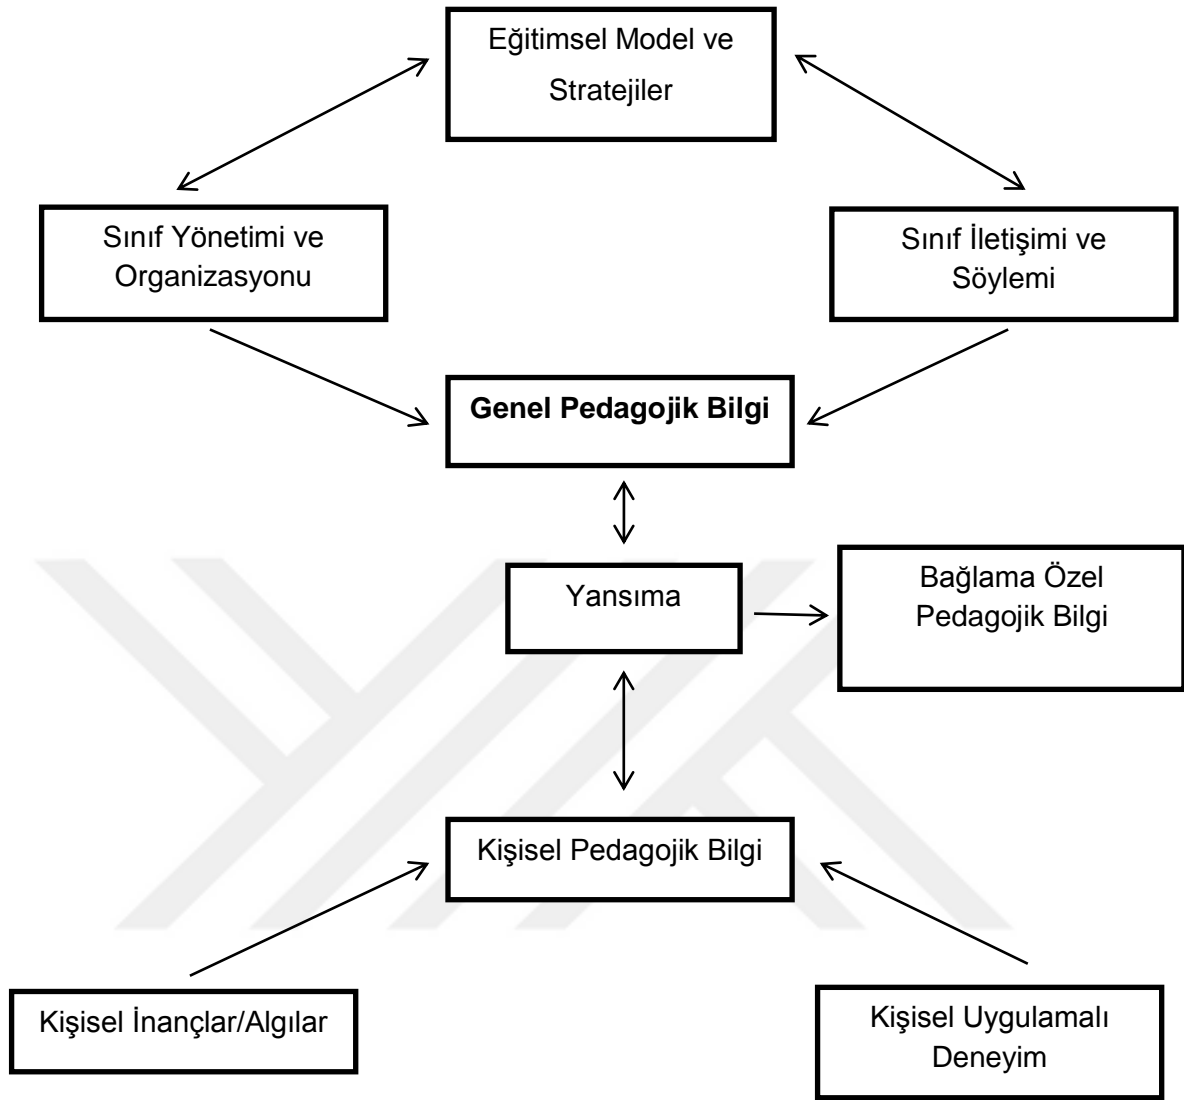 Eğitimsel Model ve
Stratejiler
Sınıf Yönetimi ve
Organizasyonu
Sınıf İletişimi ve
Söylemi
Genel Pedagojik Bilgi
Yansıma
Bağlama Özel
Pedagojik Bilgi
Kişisel Pedagojik Bilgi
Kişisel İnançlar/Algılar
Kişisel Uygulamalı
Deneyim